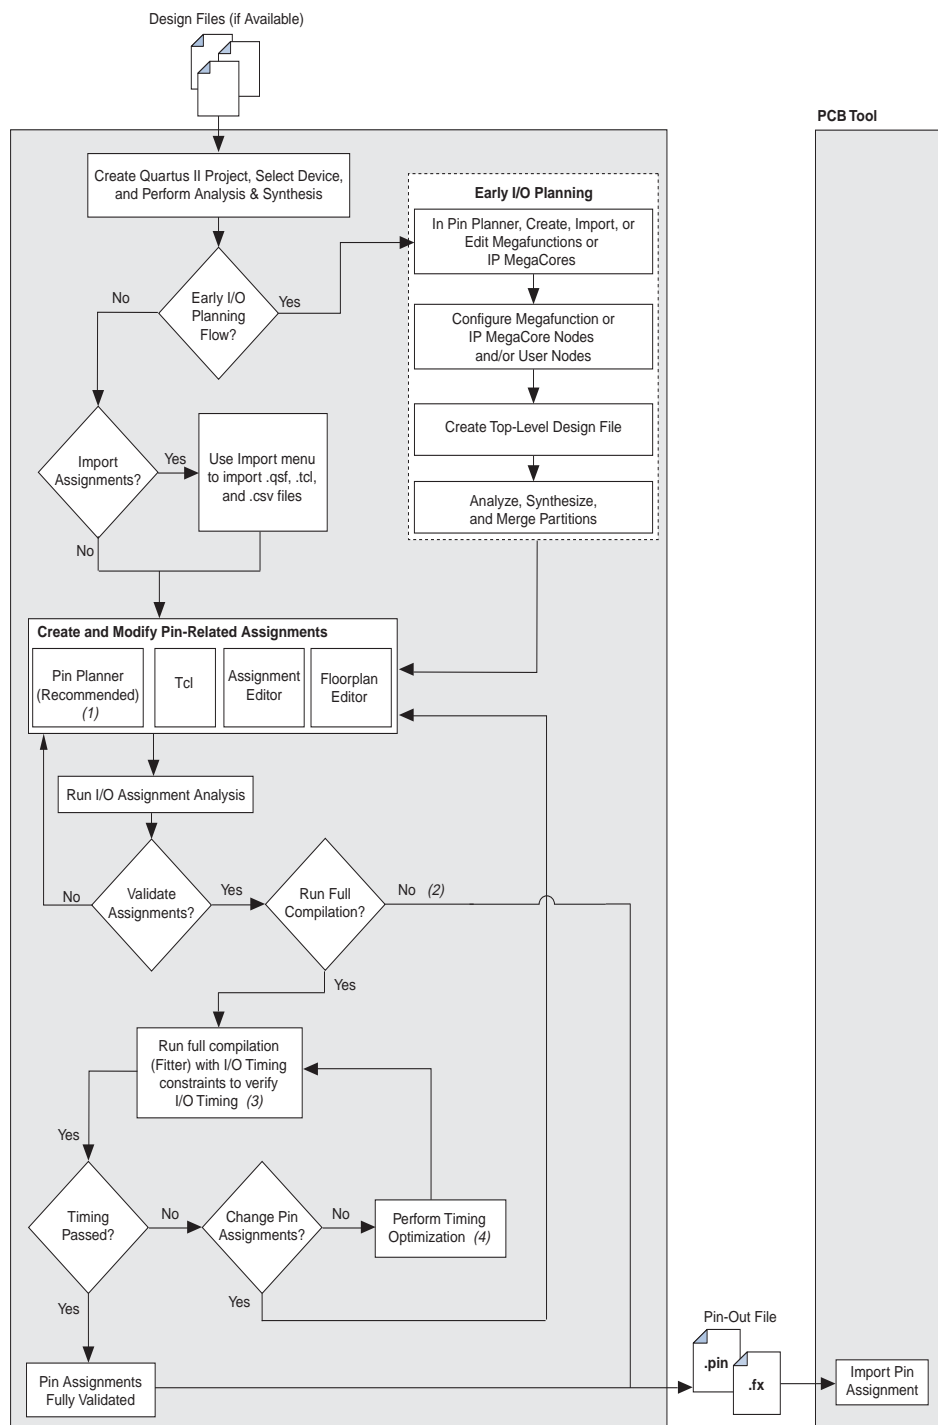 Design Files (if Available)
PCB Tool
Create Quartus II Project, Select Device,
and Perform Analysis & Synthesis
Early I/O Planning
In Pin Planner, Create, Import, or
Edit Megafunctions or
IP MegaCores
No
Early I/O
Planning
Flow?
Yes
Configure Megafunction or
IP MegaCore Nodes
and/or User Nodes
Create Top-Level Design File
Import
Assignments?
Yes
Use Import menu
to import .qsf, .tcl,
and .csv files
Analyze, Synthesize,
and Merge Partitions
No
Create and Modify Pin-Related Assignments
Pin Planner
(Recommended)
(1)
Tcl
Assignment
Editor
Floorplan
Editor
Run I/O Assignment Analysis
No
Validate
Assignments?
Yes
Run Full
Compilation?
No (2)
Yes
Run full compilation
(Fitter) with I/O Timing
constraints to verify
I/O Timing (3)
Yes
Timing
Passed?
No
Change Pin
Assignments?
No
Perform Timing
Optimization (4)
Yes
Yes
Pin-Out File
.pin
.fx
Pin Assignments
Fully Validated
Import Pin
Assignment